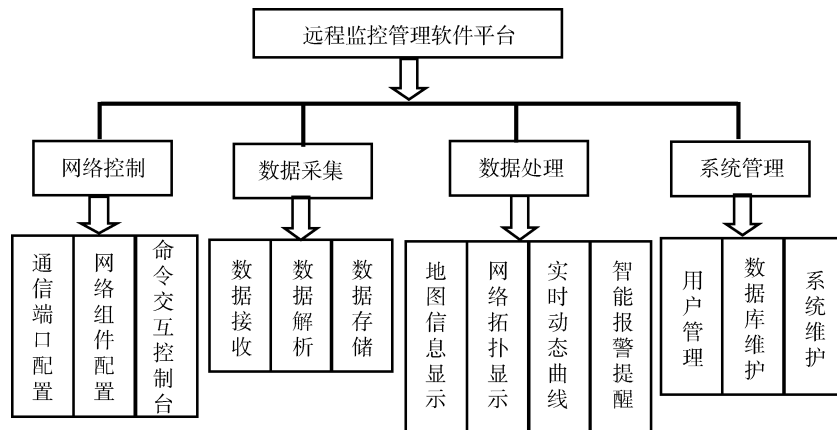 远程监控管理软件平台
网络控制
数据采集
数据处理
系统管理
通信端口配置
网络组件配置
命令交互控制台
数据接收
数据解析
数据存储
地图信息显示
网络拓扑显示
实时动态曲线
智能报警提醒
用户管理
数据库维护
系统维护